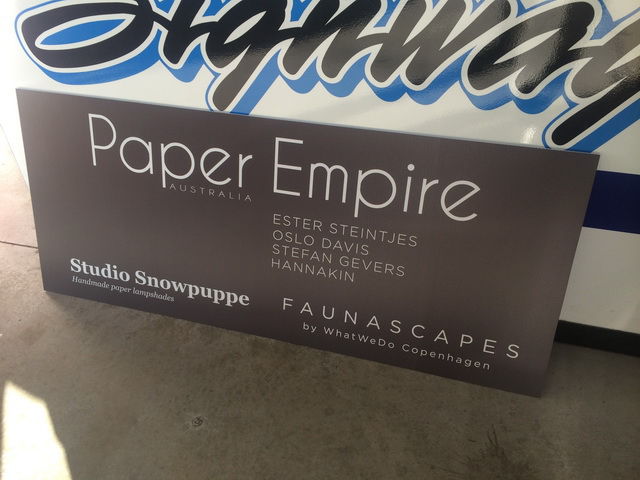 Signway
Paper Empire
AUSTRALIA
ESTER STEINTJES
OSLO DAVIS
STEFAN GEVERS
HANNAKIN
Studio Snowpuppe
Handmade paper lampshades
FAUNASCAPES
by WhatWeDo Copenhagen